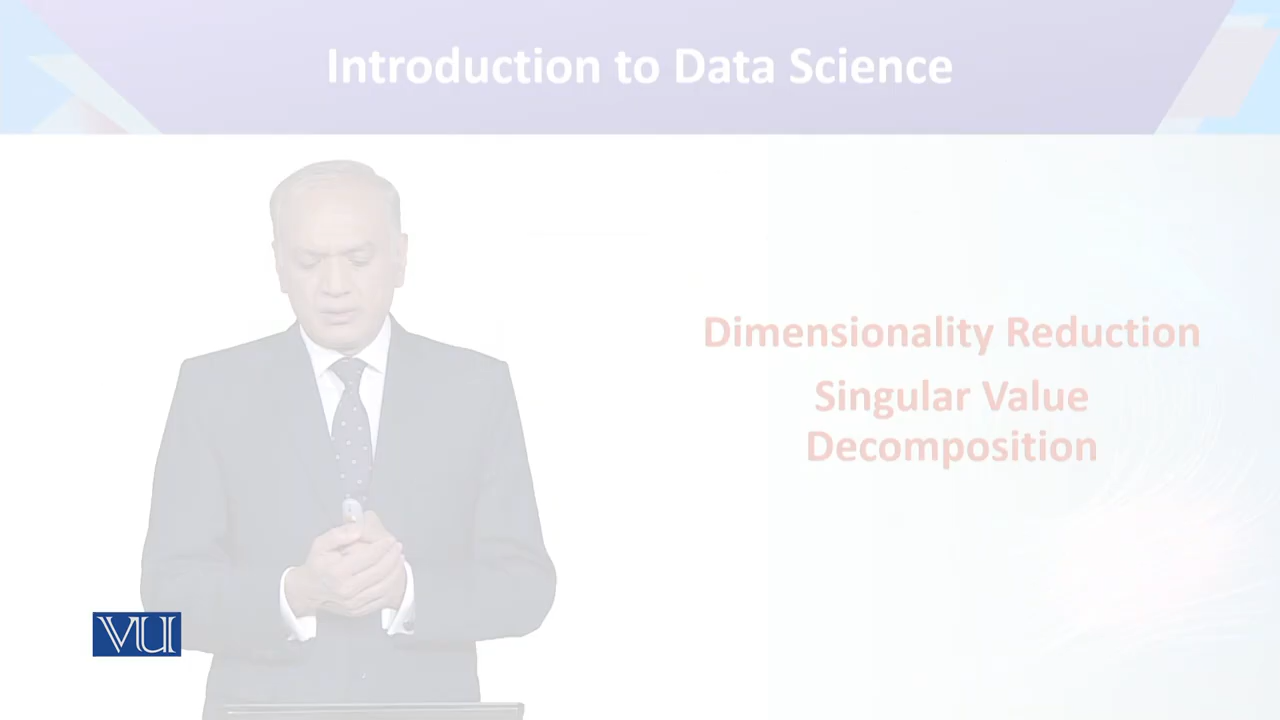 Introduction to Data Science
Dimensionality Reduction
Singular Value
Decomposition
VU